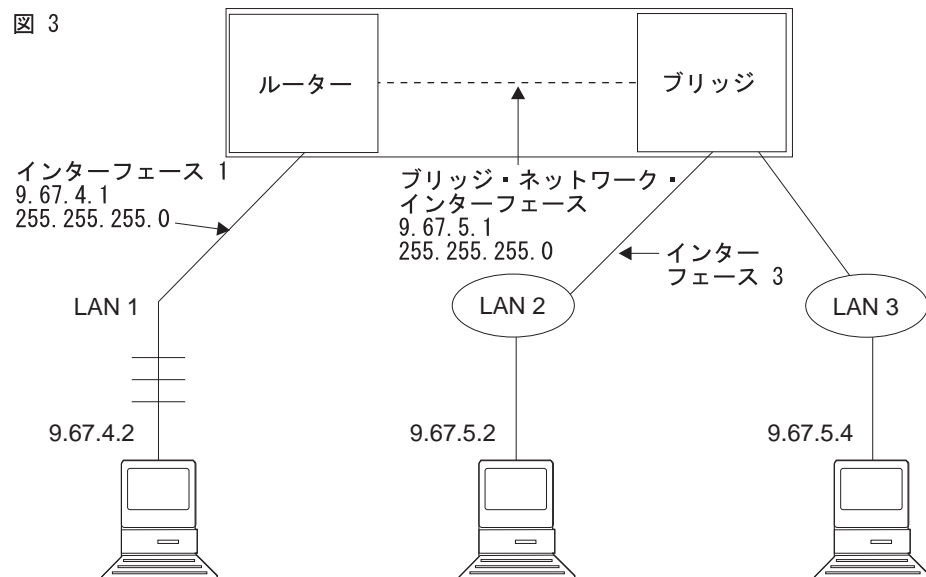 図 3
ルーター
ブリッジ
インターフェース 1
9.67.4.1
255.255.255.0
ブリッジ・ネットワーク・
インターフェース
9.67.5.1
255.255.255.0
インター
フェース 3
LAN 1
LAN 2
LAN 3
9.67.4.2
9.67.5.2
9.67.5.4